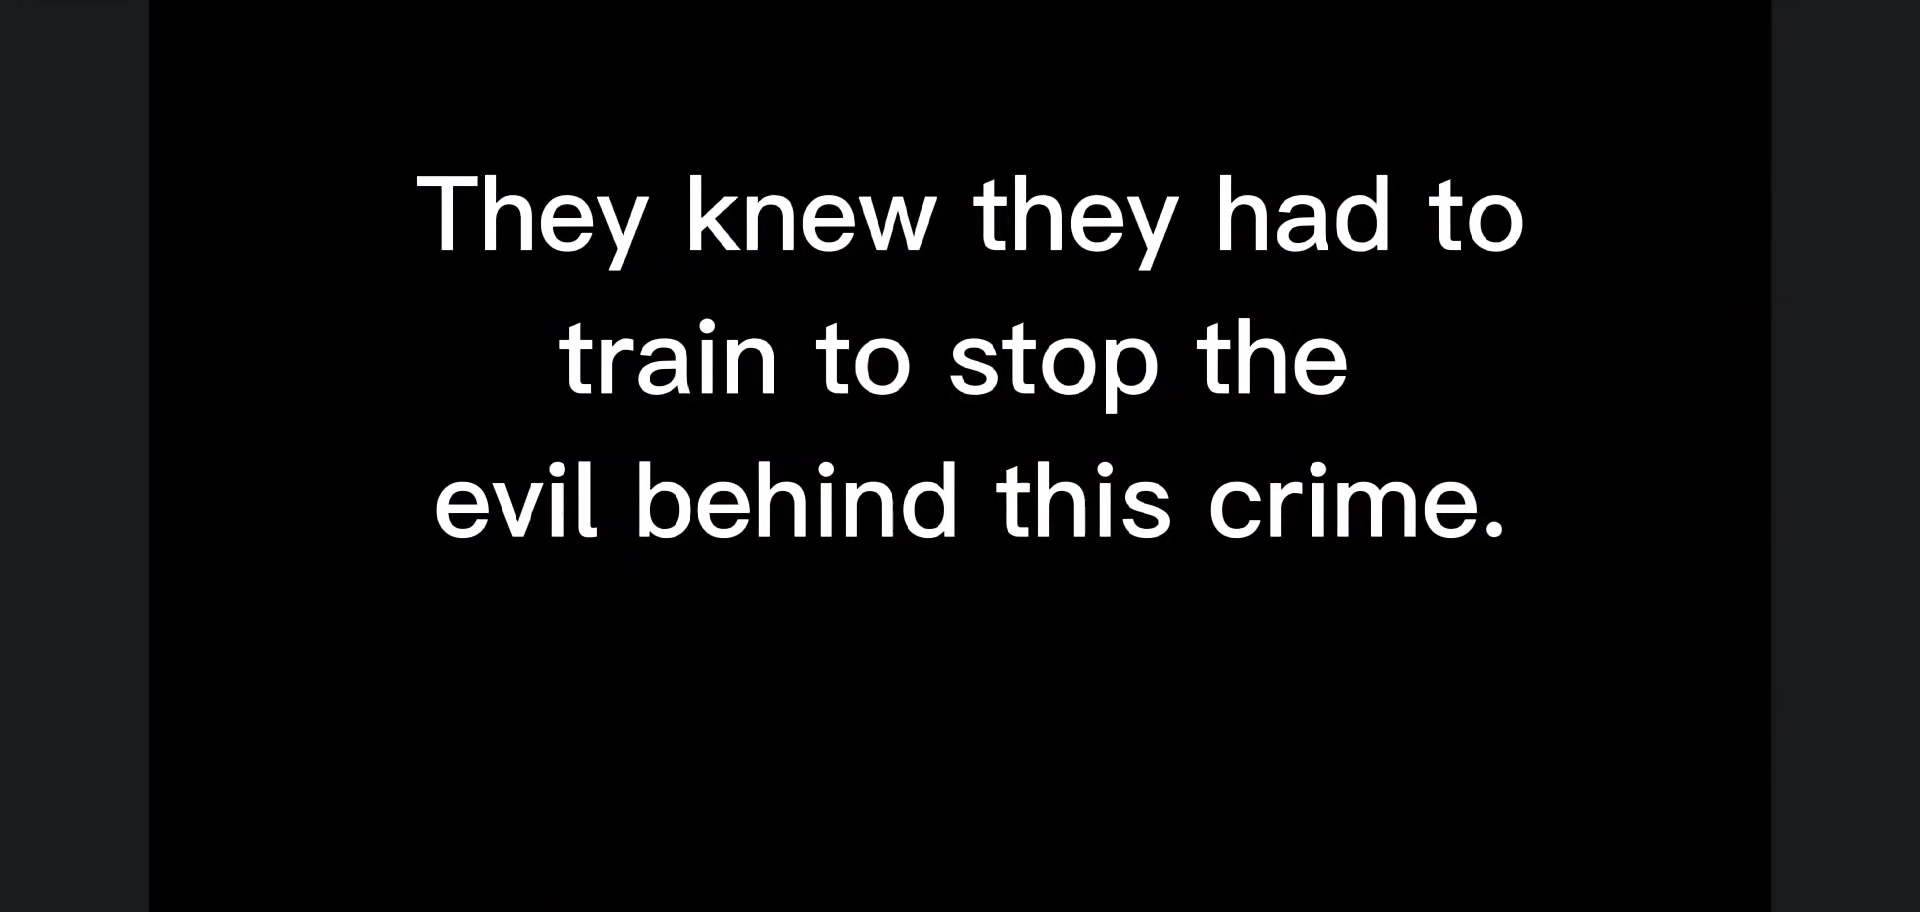 They knew they had to
train to stop the
evil behind this crime.